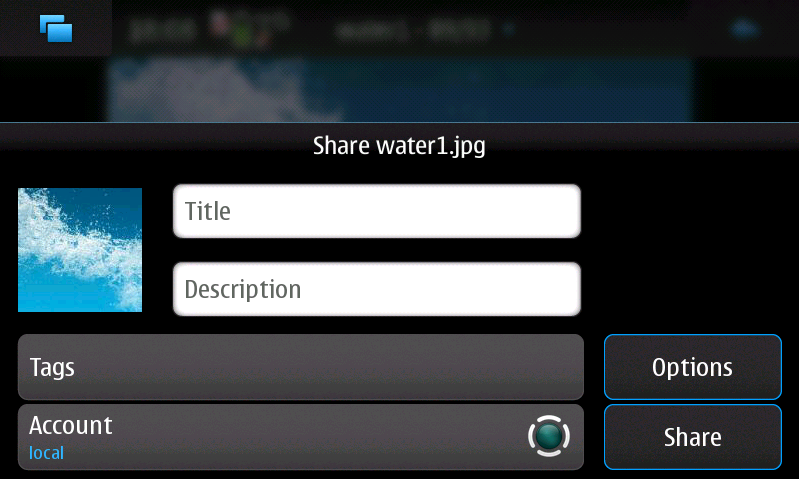 Share water1.jpg
Title
Description
Tags
Options
Account
local
Share